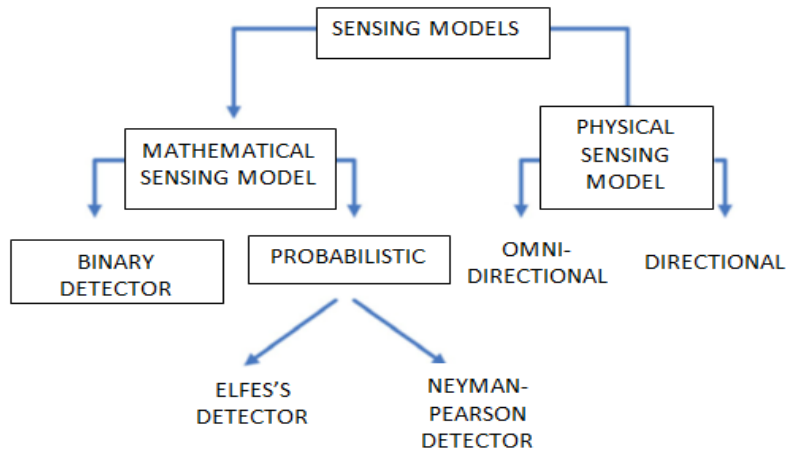 SENSING MODELS
MATHEMATICAL
SENSING MODEL
PHYSICAL
SENSING
MODEL
BINARY
DETECTOR
PROBABILISTIC
OMNI-
DIRECTIONAL
DIRECTIONAL
ELFES'S
DETECTOR
NEYMAN-
PEARSON
DETECTOR